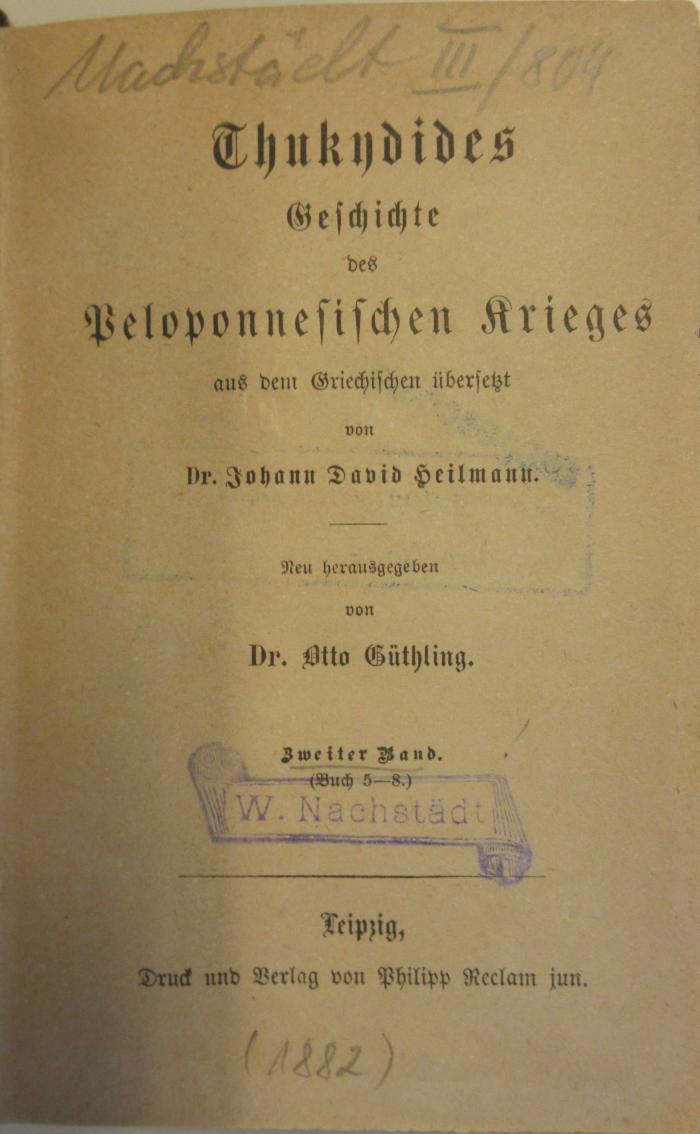 Nachstädt III/804
Thukydides
Geschichte
des
Peloponnesischen Krieges
aus dem Griechischen übersetzt
von
Dr. Johann David Heilmann.
Neu herausgegeben
von
Dr. Otto Güthling.
Zweiter Band.
(Buch 5—8.)
W. Nachstädt
Leipzig,
Druck und Verlag von Philipp Reclam jun.
(1882)